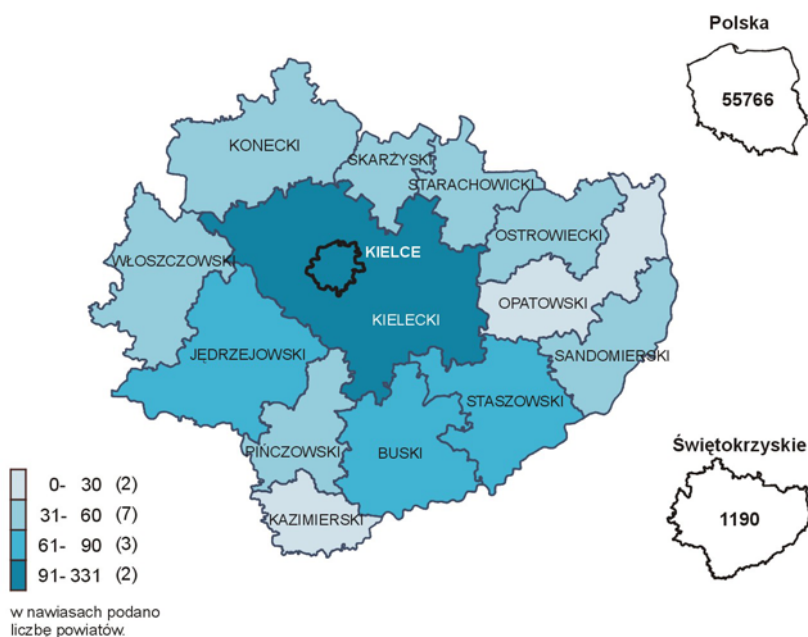 Polska
55766
KONECKI
SKARŻYSKI
STARACHOWICKI
OSTROWIECKI
WŁOSZCZOWSKI
KIELCE
OPATOWSKI
KIELECKI
JĘDRZEJOWSKI
SANDOMIERSKI
STASZOWSKI
PIŃCZOWSKI
BUSKI
KAZIMIERSKI
Świętokrzyskie
1190
0- 30 (2)
31- 60 (7)
61- 90 (3)
91- 331 (2)
w nawiasach podano
liczbę powiatów.